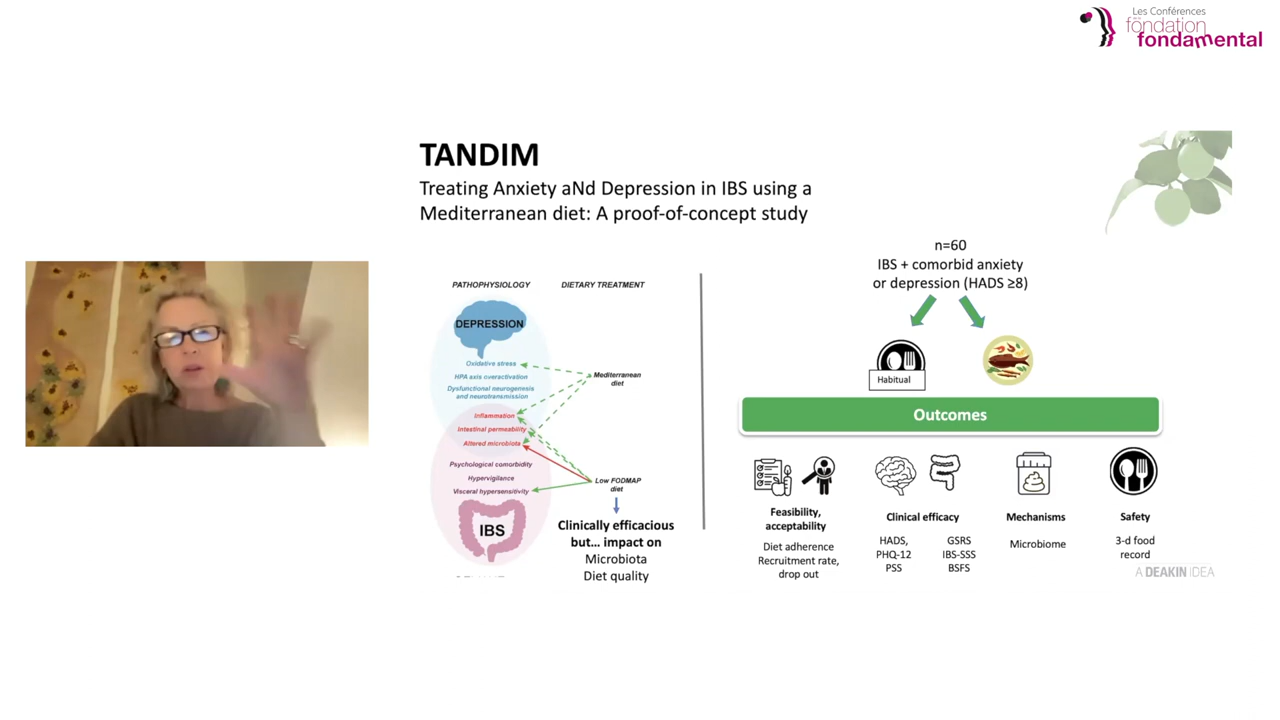 Les Conférences
fondation
fondamental
TANDIM
Treating Anxiety aNd Depression in IBS using a
Mediterranean diet: A proof-of-concept study
PATHOPHYSIOLOGY
DIETARY TREATMENT
DEPRESSION
Oxidative stress
HPA axis overactivation
Dysfunctional neurogenesis
and neurotransmission
Inflammation
Intestinal permeability
Altered microbiota
Psychological comorbidity
Hypervigilance
Visceral hypersensitivity
IBS
Mediterranean
diet
Low FODMAP
diet
Clinically efficacious
but... impact on
Microbiota
Diet quality
n=60
IBS + comorbid anxiety
or depression (HADS ≥8)
Habitual
Outcomes
Feasibility,
acceptability
Diet adherence
Recruitment rate,
drop out
Clinical efficacy
HADS,
PHQ-12
PSS
GSRS
IBS-SSS
BSFS
Mechanisms
Microbiome
Safety
3-d food
record
A DEAKIN IDEA